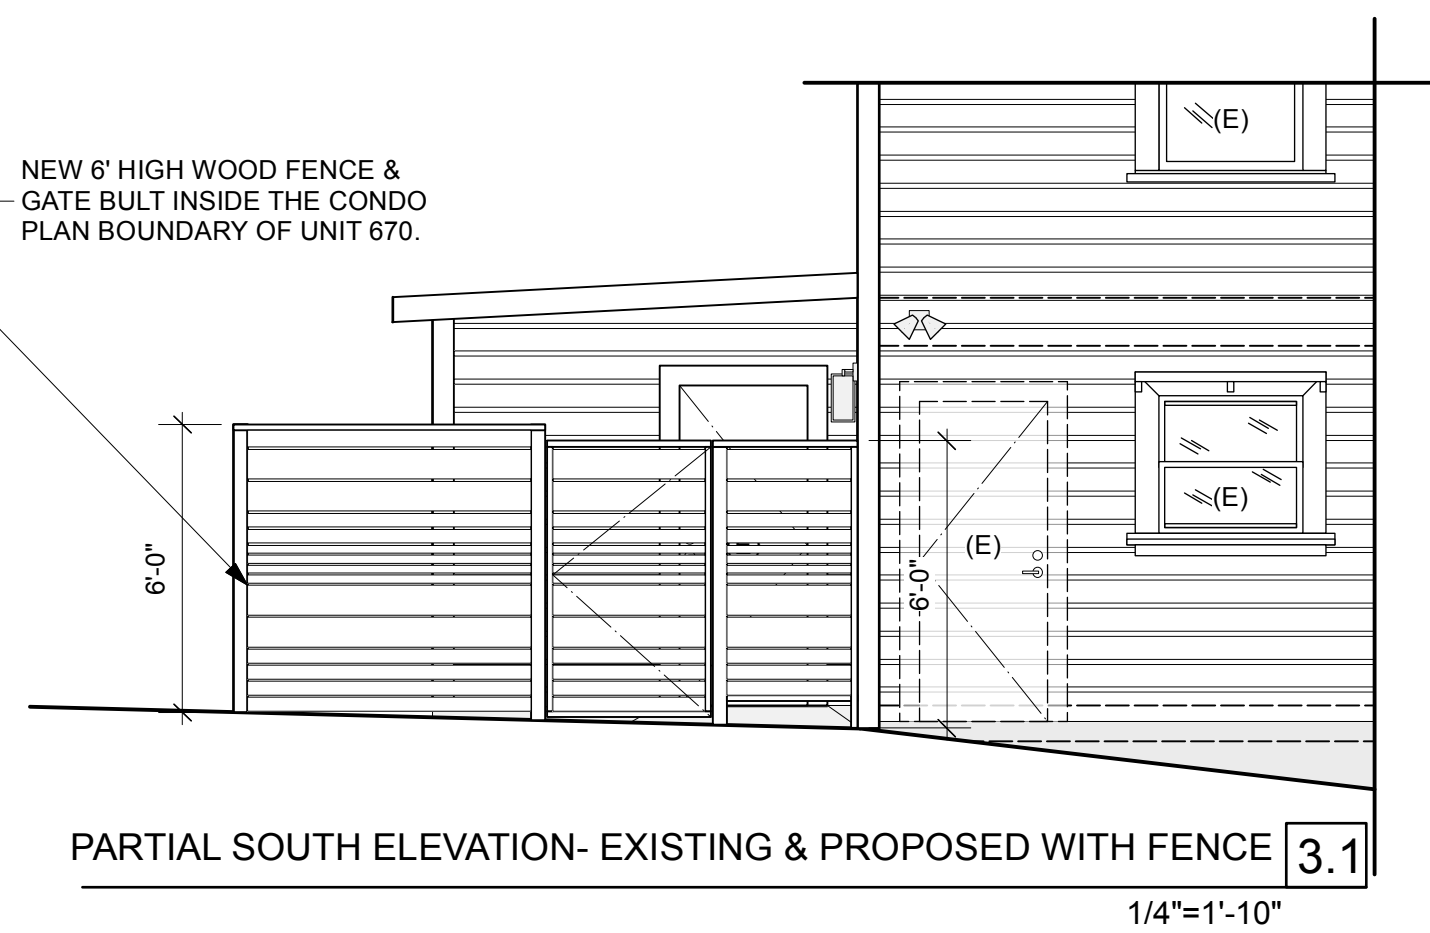 (E)
NEW 6' HIGH WOOD FENCE &
GATE BULT INSIDE THE CONDO
PLAN BOUNDARY OF UNIT 670.
(E)
(E)
6'-0"
6'-0"
PARTIAL SOUTH ELEVATION- EXISTING & PROPOSED WITH FENCE 3.1
1/4"=1'-10"